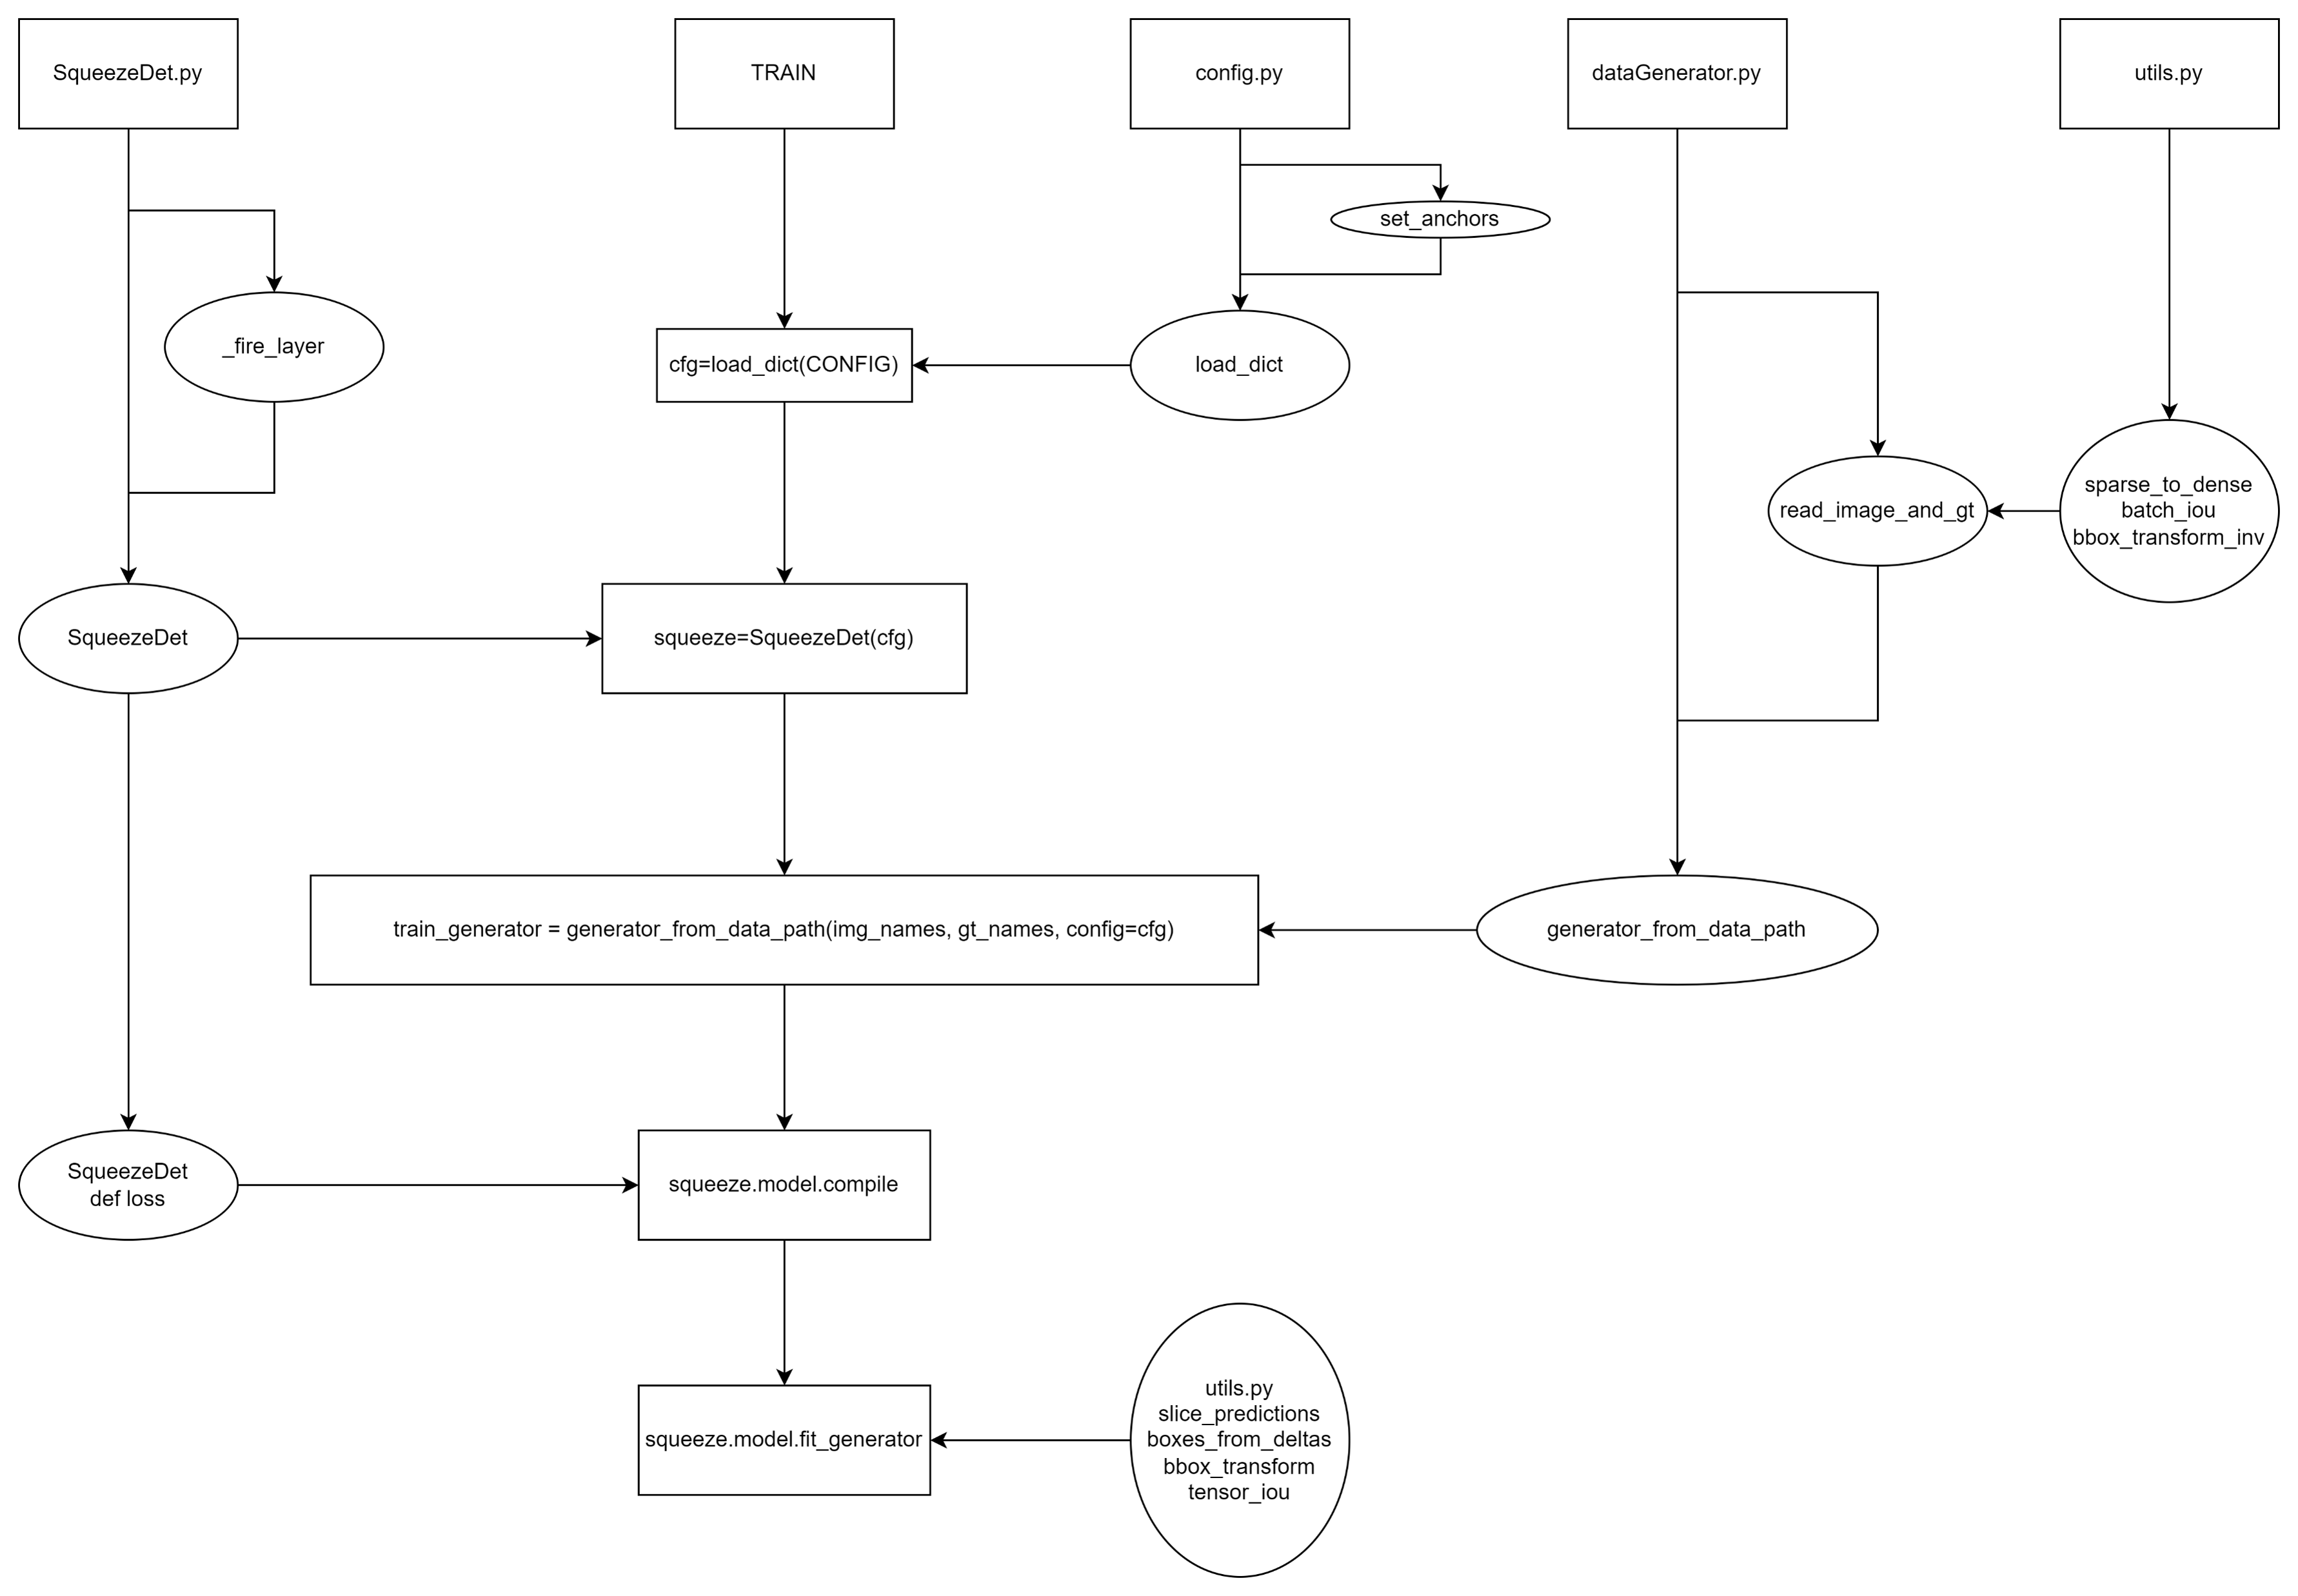 SqueezeDet.py
TRAIN
config.py
dataGenerator.py
utils.py
set_anchors
_fire_layer
cfg=load_dict(CONFIG)
load_dict
read_image_and_gt
sparse_to_dense
batch_iou
bbox_transform_inv
SqueezeDet
squeeze=SqueezeDet(cfg)
train_generator = generator_from_data_path(img_names, gt_names, config=cfg)
generator_from_data_path
SqueezeDet
def loss
squeeze.model.compile
squeeze.model.fit_generator
utils.py
slice_predictions
boxes_from_deltas
bbox_transform
tensor_iou